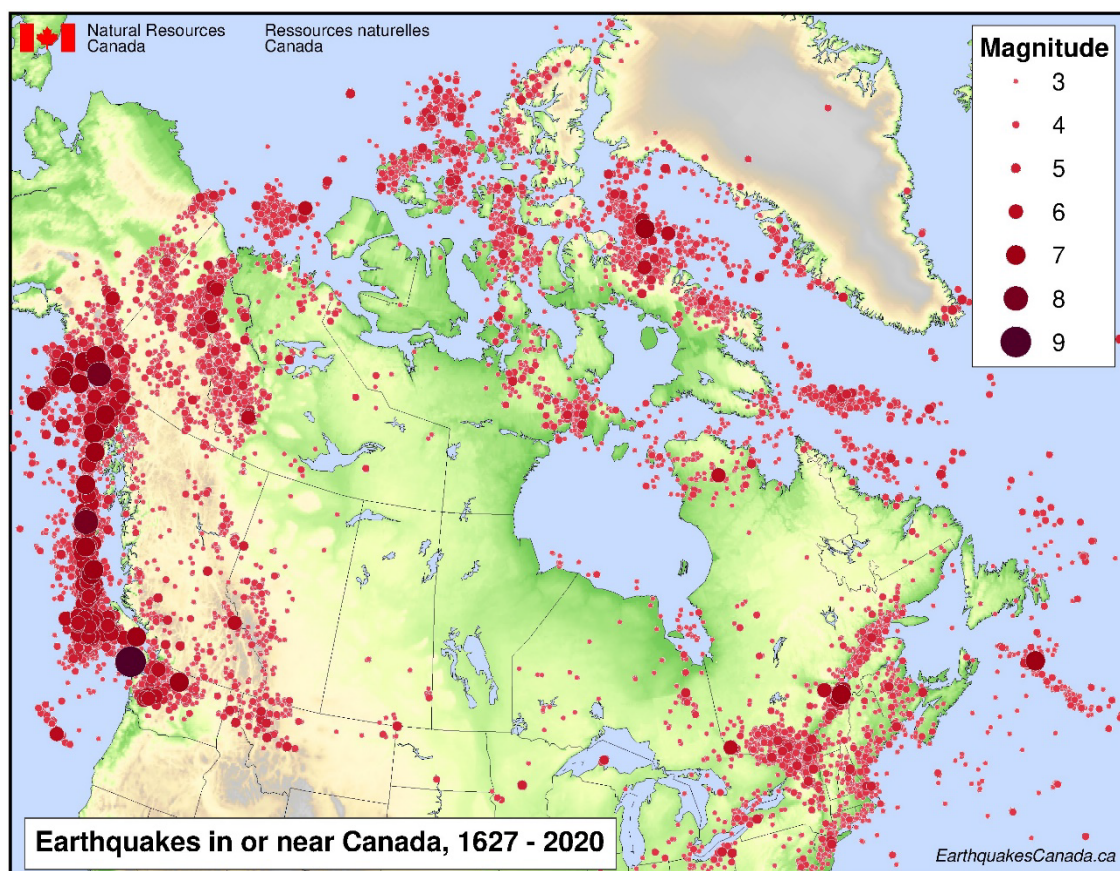 Natural Resources
Canada
Ressources naturelles
Canada
Magnitude
3
4
5
6
7
8
9
Earthquakes in or near Canada, 1627 - 2020
EarthquakesCanada.ca